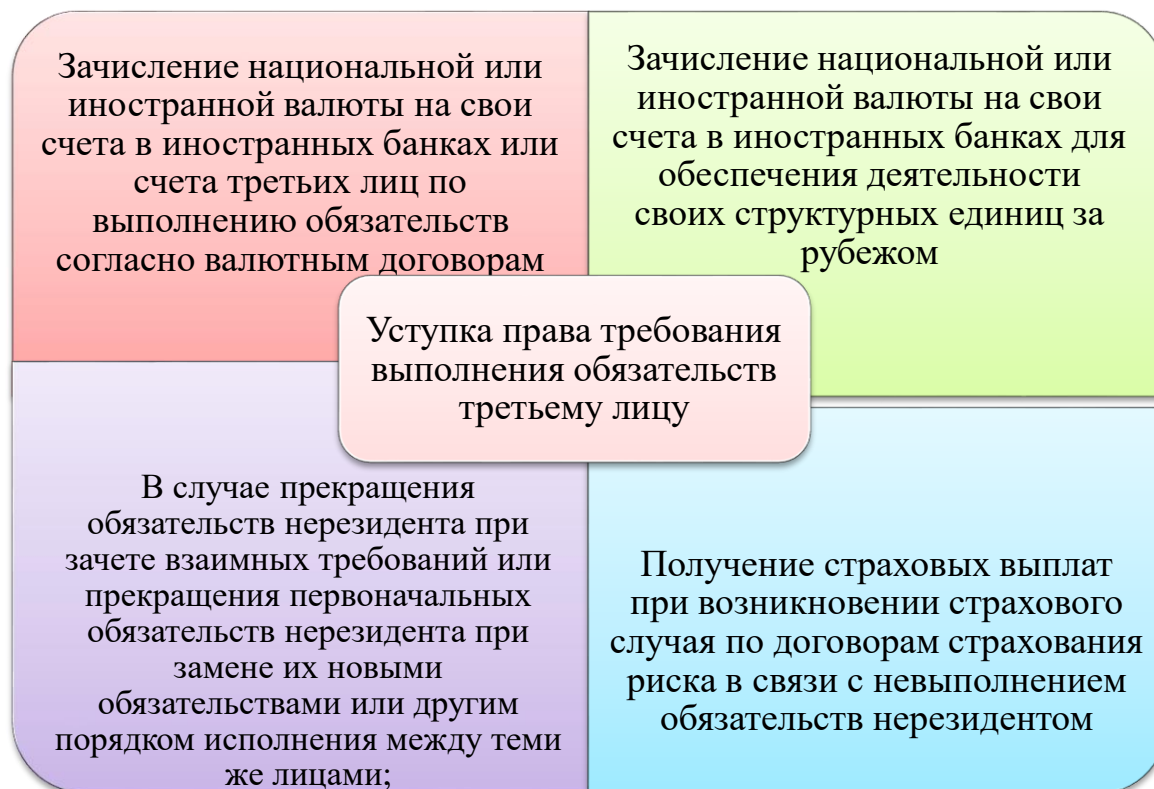 Зачисление национальной или
иностранной валюты на свои
счета в иностранных банках или
счета третьих лиц по
выполнению обязательств
согласно валютным договорам
Зачисление национальной или
иностранной валюты на свои
счета в иностранных банках для
обеспечения деятельности
своих структурных единиц за
рубежом
Уступка права требования
выполнения обязательств
третьему лицу
В случае прекращения
обязательств нерезидента при
зачете взаимных требований или
прекращения первоначальных
обязательств нерезидента при
замене их новыми
обязательствами или другим
порядком исполнения между теми
же лицами;
Получение страховых выплат
при возникновении страхового
случая по договорам страхования
риска в связи с невыполнением
обязательств нерезидентом